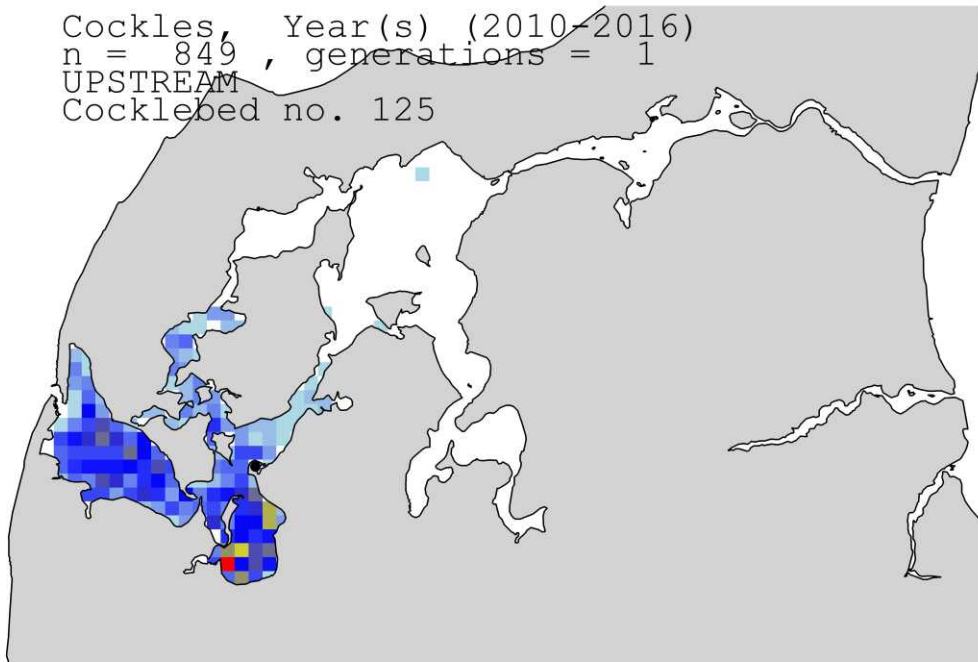 Cockles, Year(s) (2010-2016)
n = 849 , generations = 1
UPSTREAM
Cocklebed no. 125